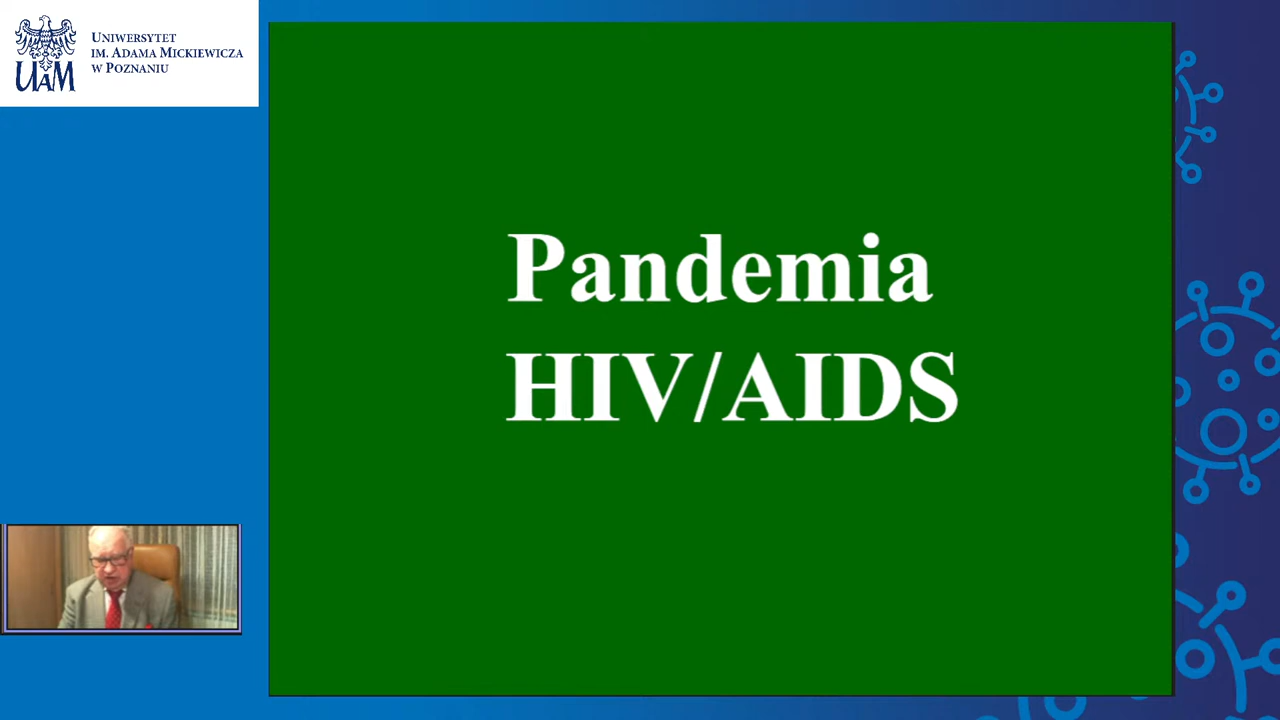 UAM
Uniwersytet
im. Adama Mickiewicza
w Poznaniu
Pandemia
HIV/AIDS